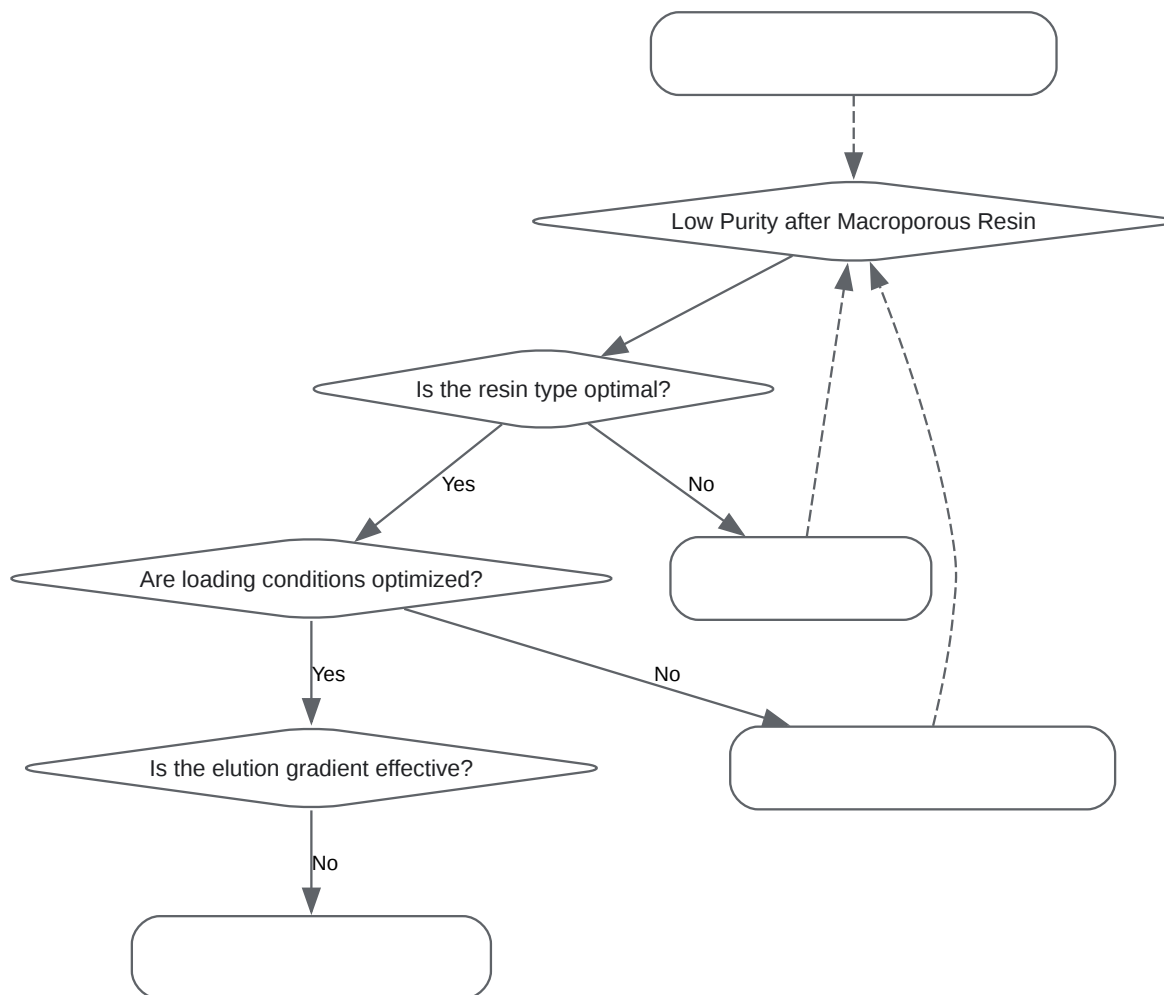 Low Purity after Macroporous Resin
Is the resin type optimal?
Yes
No
Are loading conditions optimized?
Yes
No
Is the elution gradient effective?
No